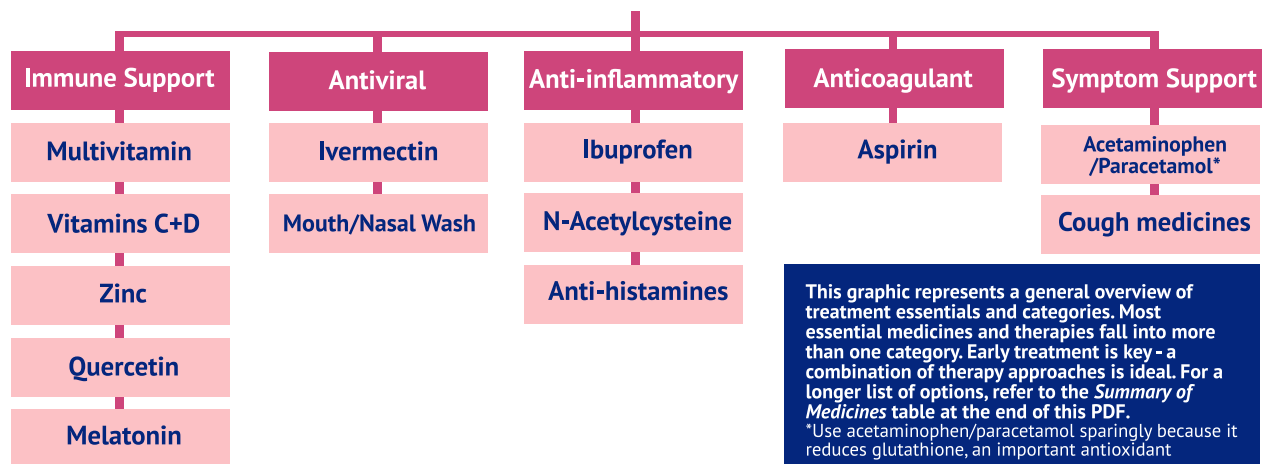 Immune Support
Multivitamin
Vitamins C+D
Zinc
Quercetin
Melatonin
Antiviral
Ivermectin
Mouth/Nasal Wash
Anti-inflammatory
Ibuprofen
N-Acetylcysteine
Anti-histamines
Anticoagulant
Aspirin
Symptom Support
Acetaminophen
/Paracetamol*
Cough medicines
This graphic represents a general overview of
treatment essentials and categories. Most
essential medicines and therapies fall into more
than one category. Early treatment is key - a
combination of therapy approaches is ideal. For a
longer list of options, refer to the Summary of
Medicines table at the end of this PDF.
*Use acetaminophen/paracetamol sparingly because it
reduces glutathione, an important antioxidant